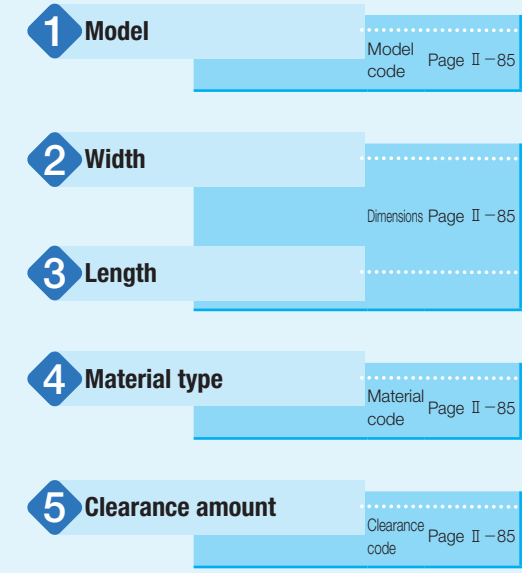 1 Model
Model code Page Ⅱ−85
2 Width
Dimensions Page Ⅱ−85
3 Length
4 Material type
Material code Page Ⅱ−85
5 Clearance amount
Clearance code Page Ⅱ−85